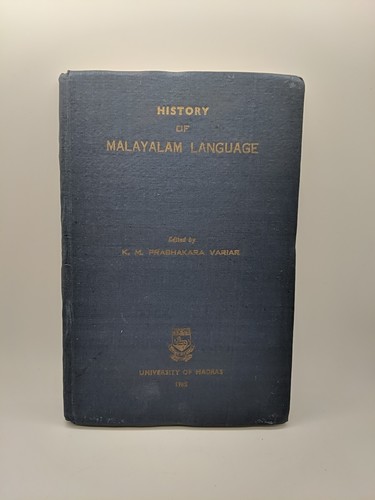 HISTORY
OF
MALAYALAM LANGUAGE
Edited by
K. M. PRABHAKARA VARIAR
UNIVERSITY OF MADRAS